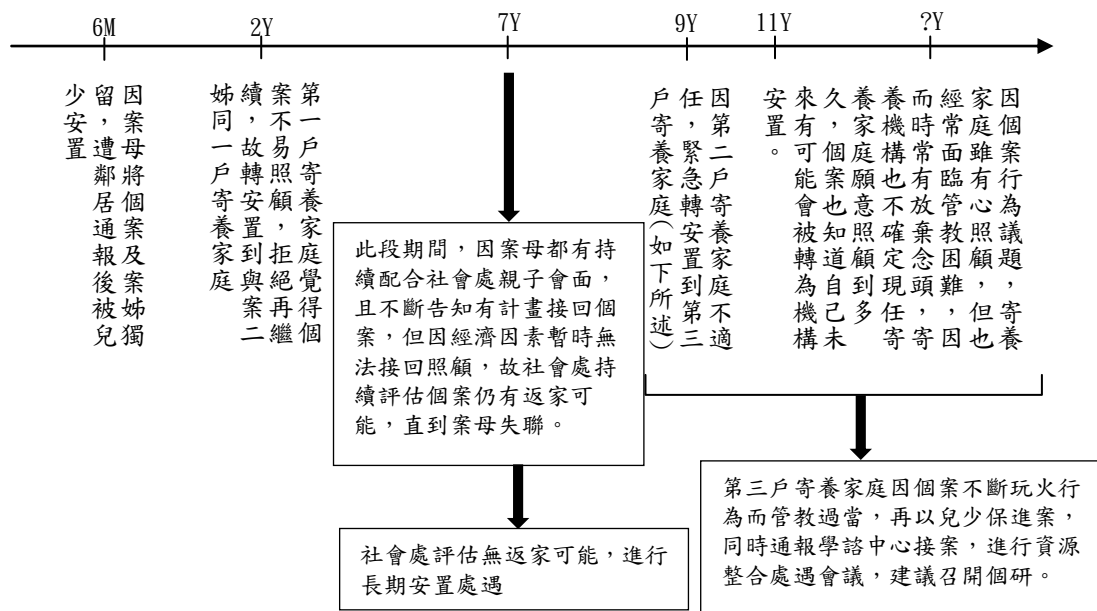 6M
2Y
7Y
9Y
11Y
?Y
因案母將個案及案姊獨
留，遭鄰居通報後被兒
少安置
第一戶寄養家庭覺得個
案不易照顧，拒絕再繼
續，故轉安置到與案二
姊同一戶寄養家庭
此段期間，因案母都有持
續配合社會處親子會面，
且不斷告知有計畫接回個
案，但因經濟因素暫時無
法接回照顧，故社會處持
續評估個案仍有返家可
能，直到案母失聯。
社會處評估無返家可能，進行
長期安置處遇
因第二戶寄養家庭不適
任，緊急轉安置到第三
戶寄養家庭(如下所述)
因個案行為議題，寄養
家庭雖有心照顧，但也
經常面臨管教困難，因
而時常有放棄念頭，寄
養機構也不確定現任寄
養家庭願意照顧到多
久，個案也知道自己未
來有可能會被轉為機構
安置。
第三戶寄養家庭因個案不斷玩火行
為而管教過當，再以兒少保進案，
同時通報學諮中心接案，進行資源
整合處遇會議，建議召開個研。